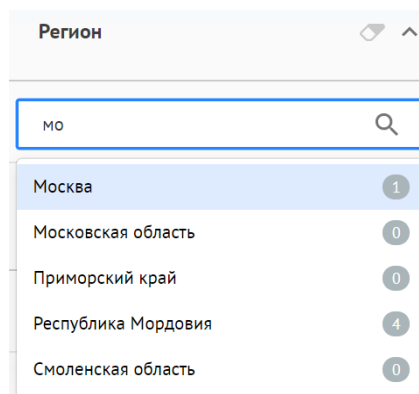 Регион
мо
Москва 1
Московская область 0
Приморский край 0
Республика Мордовия 4
Смоленская область 0